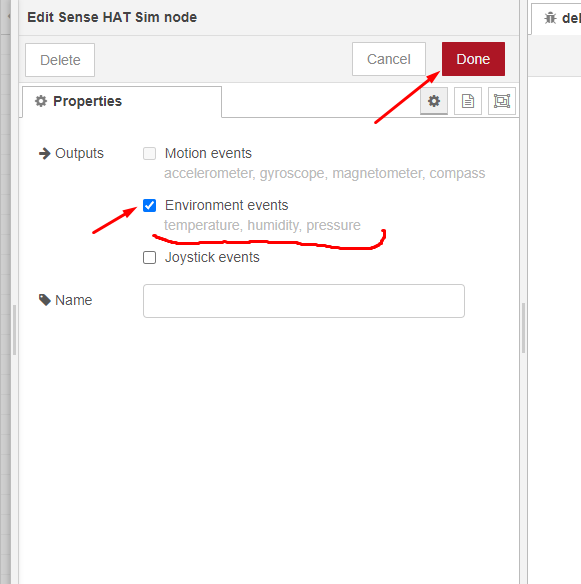 Edit Sense HAT Sim node
Delete
Cancel
Done
Properties
Outputs
Motion events
accelerometer, gyroscope, magnetometer, compass
Environment events
temperature, humidity, pressure
Joystick events
Name